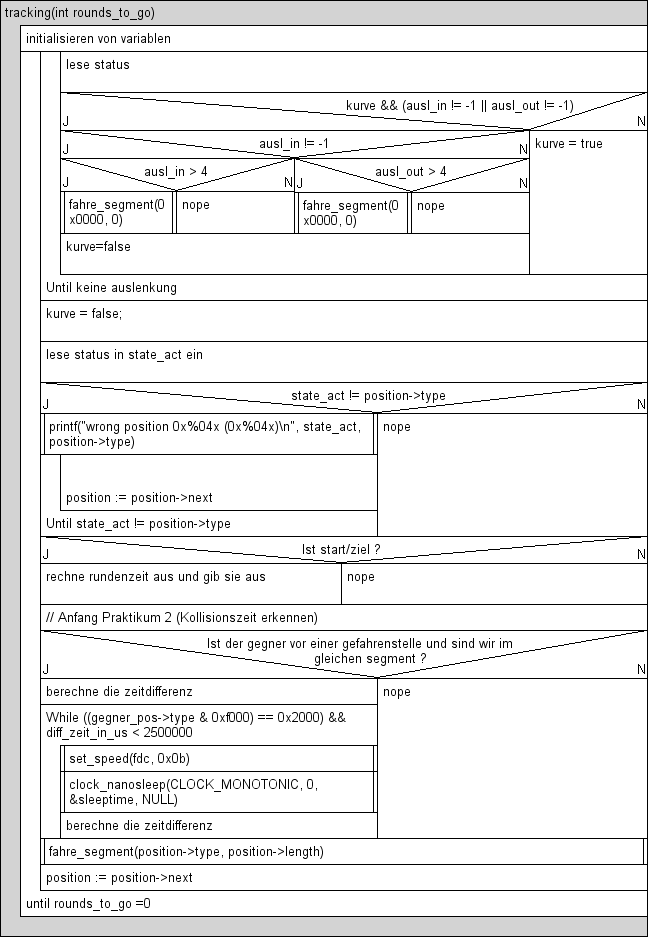 tracking(int rounds_to_go)
initialisieren von variablen
lese status
kurve && (ausl_in != -1 || ausl_out != -1)
J
N
ausl_in != -1
J
N
kurve = true
ausl_in > 4
ausl_out > 4
J
N
J
N
fahre_segment(0
x0000, 0)
nope
fahre_segment(0
x0000, 0)
nope
kurve=false
Until keine auslenkung
kurve = false;
lese status in state_act ein
state_act != position->type
J
N
printf("wrong position 0x%04x (0x%04x)\n", state_act,
position->type)
nope
position := position->next
Until state_act != position->type
Ist start/ziel ?
J
N
rechne rundenzeit aus und gib sie aus
nope
// Anfang Praktikum 2 (Kollisionszeit erkennen)
Ist der gegner vor einer gefahrenstelle und sind wir im
gleichen segment ?
J
N
berechne die zeitdifferenz
nope
While ((gegner_pos->type & 0xf000) == 0x2000) &&
diff_zeit_in_us < 2500000
set_speed(fdc, 0x0b)
clock_nanosleep(CLOCK_MONOTONIC, 0,
&sleeptime, NULL)
berechne die zeitdifferenz
fahre_segment(position->type, position->length)
position := position->next
until rounds_to_go =0